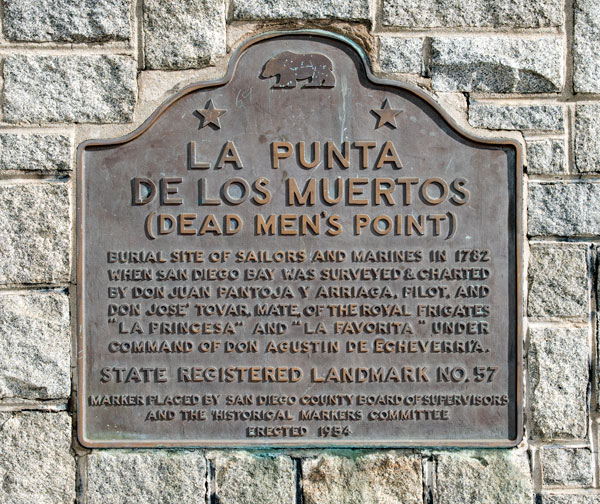 LA PUNTA
DE LOS MUERTOS
(DEAD MEN'S POINT)
BURIAL SITE OF SAILORS AND MARINES IN 1782
WHEN SAN DIEGO BAY WAS SURVEYED & CHARTED
BY DON JUAN PANTOJA Y ARRIAGA, PILOT, AND
DON JOSE' TOVAR, MATE, OF THE ROYAL FRIGATES
"LA PRINCESA" AND "LA FAVORITA" UNDER
COMMAND OF DON AGUSTIN DE ECHEVERRÍA.
STATE REGISTERED LANDMARK NO. 57
MARKER PLACED BY SAN DIEGO COUNTY BOARD OF SUPERVISORS
AND THE HISTORICAL MARKERS COMMITTEE
ERECTED 1954